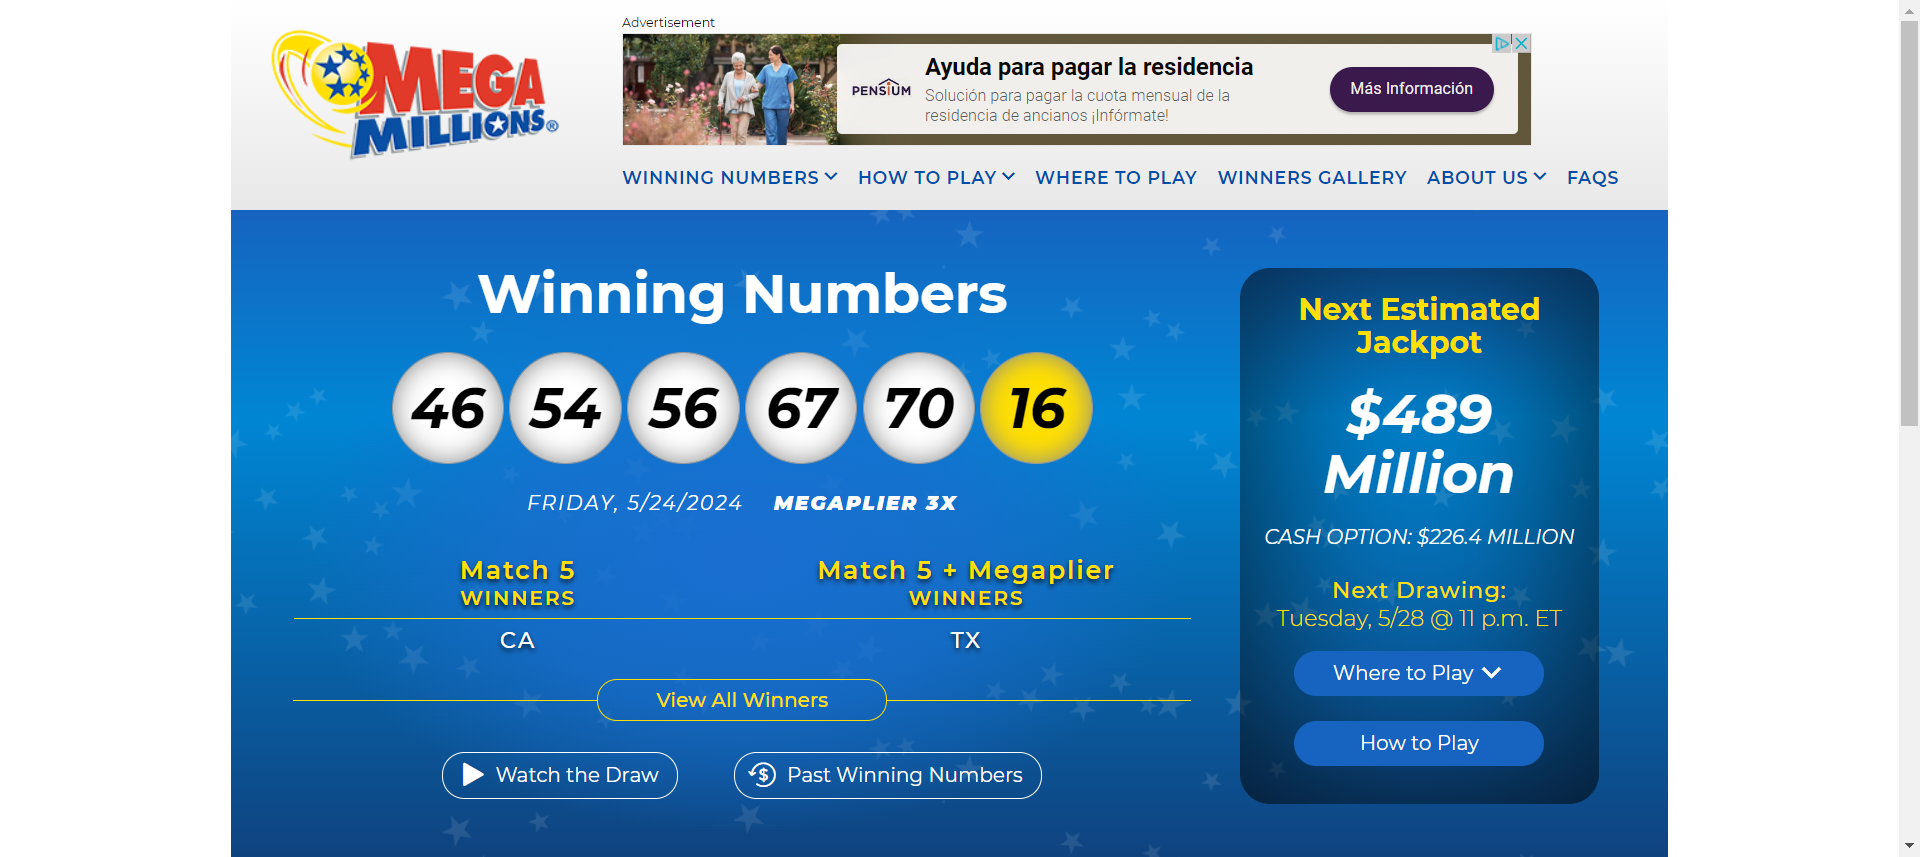 Advertisement
MEGA
MILLIONS®
PENSIUM
Ayuda para pagar la residencia
Solución para pagar la cuota mensual de la
residencia de ancianos ¡Infórmate!
Más Información
WINNING NUMBERS HOW TO PLAY WHERE TO PLAY WINNERS GALLERY ABOUT US FAQS
Winning Numbers
46 54 56 67 70 16
FRIDAY, 5/24/2024 MEGAPLIER 3X
Match 5
WINNERS
CA
Match 5 + Megaplier
WINNERS
TX
View All Winners
Watch the Draw
Past Winning Numbers
Next Estimated
Jackpot
$489
Million
CASH OPTION: $226.4 MILLION
Next Drawing:
Tuesday, 5/28 @ 11 p.m. ET
Where to Play
How to Play